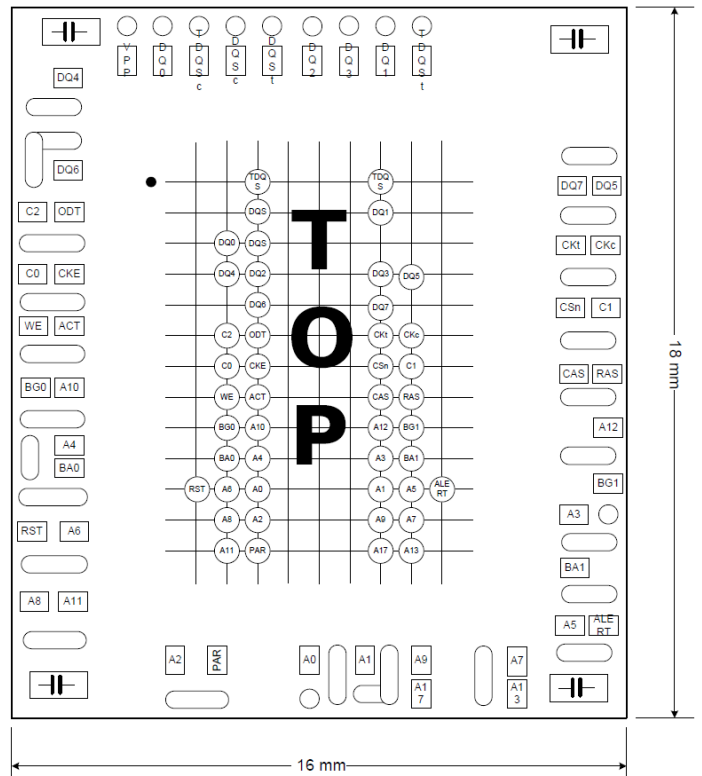 VPP DQ0 TDQSc DQSc DQSt DQ2 DQ3 DQ1 TDQSt
DQ4
DQ6
DQ7 DQ5
C2 ODT
CKt CKc
C0 CKE
CSn C1
WE ACT
CAS RAS
BG0 A10
A12
A4
BA0
BG1
A3
RST A6
BA1
A8 A11
A5 ALERT
A2 PAR A0 A1 A9 A7
A17 A13
TDQS TDQS
DQS DQ1
DQ0 DQS
DQ4 DQ2 DQ3 DQ5
DQ6 DQ7
C2 ODT CKt CKc
C0 CKE CSn C1
WE ACT CAS RAS
BG0 A10 A12 BG1
BA0 A4 A3 BA1
RST A6 A0 A1 A5 ALERT
A8 A2 A9 A7
A11 PAR A17 A13
TOP
18 mm
16 mm